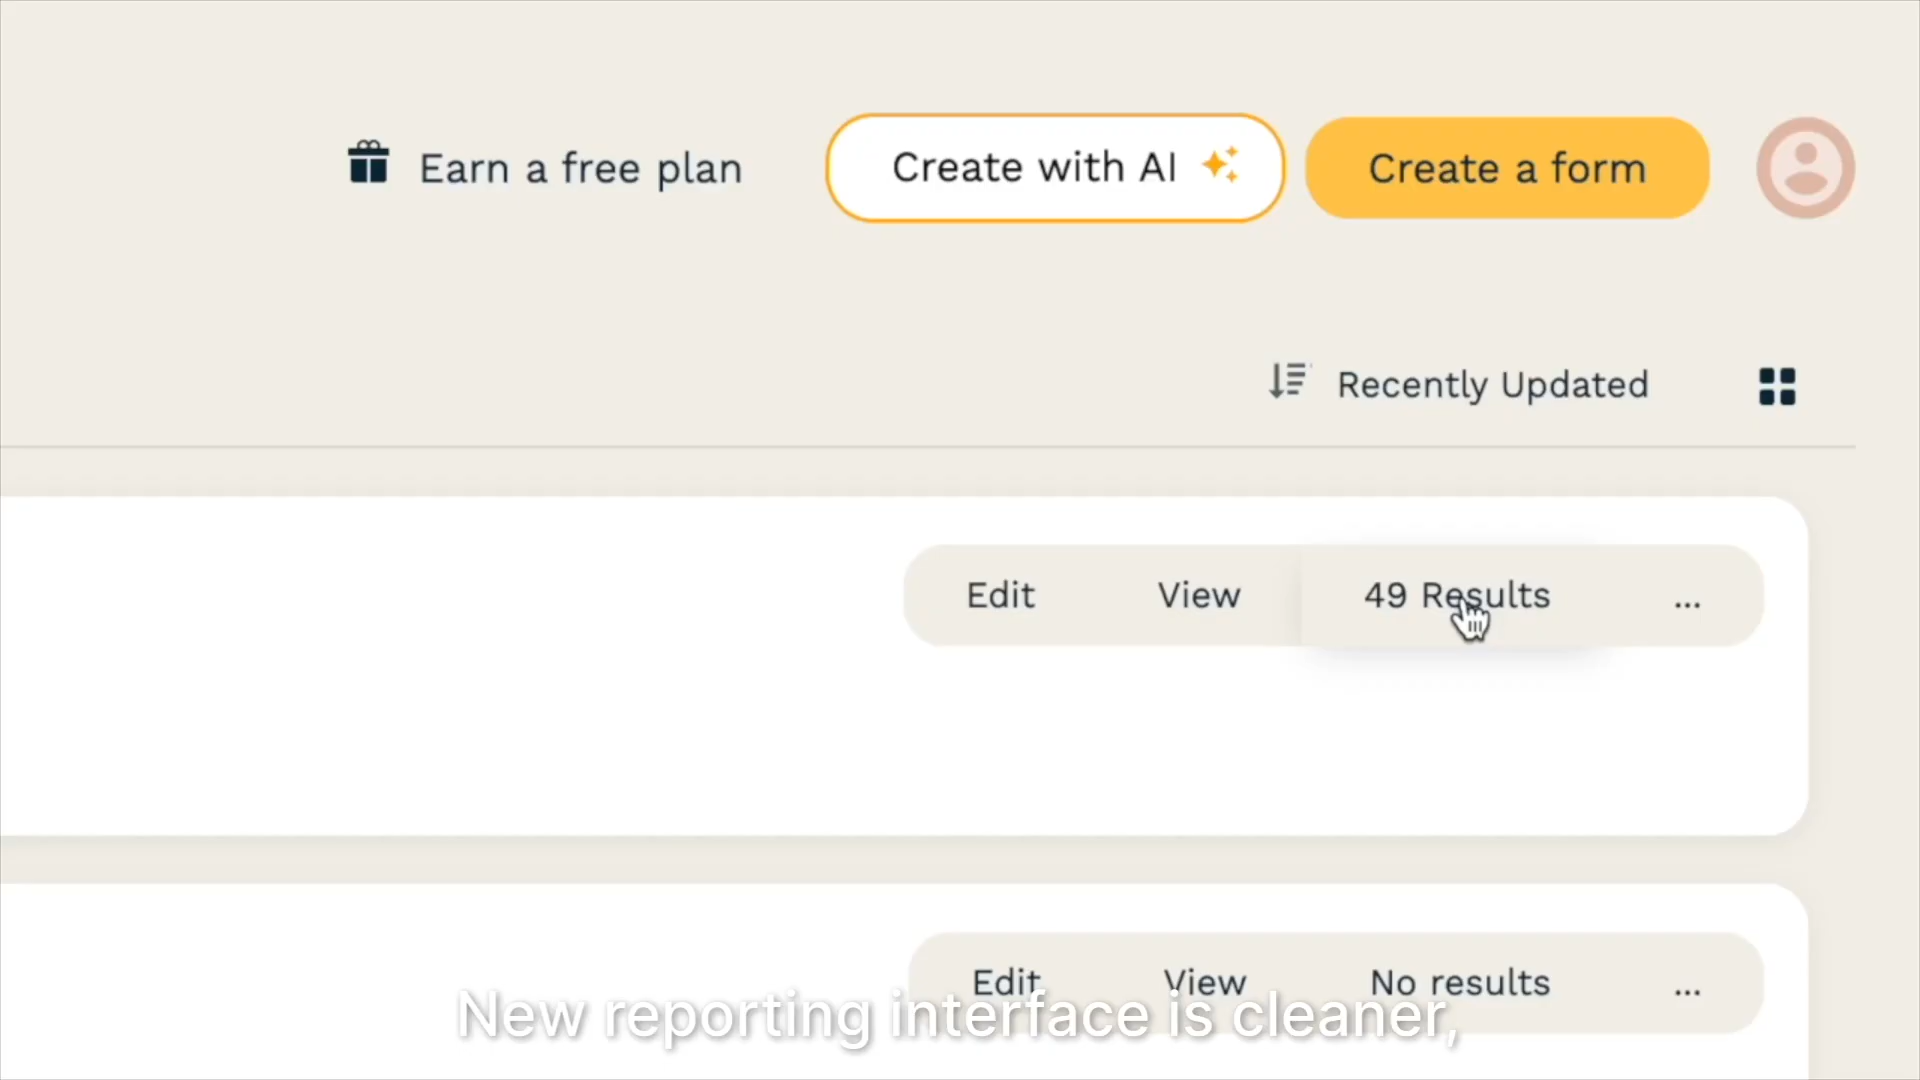 Earn a free plan
Create with AI
Create a form
Recently Updated
Edit
View
49 Results
...
Edit
View
No results
...
New reporting interface is cleaner,